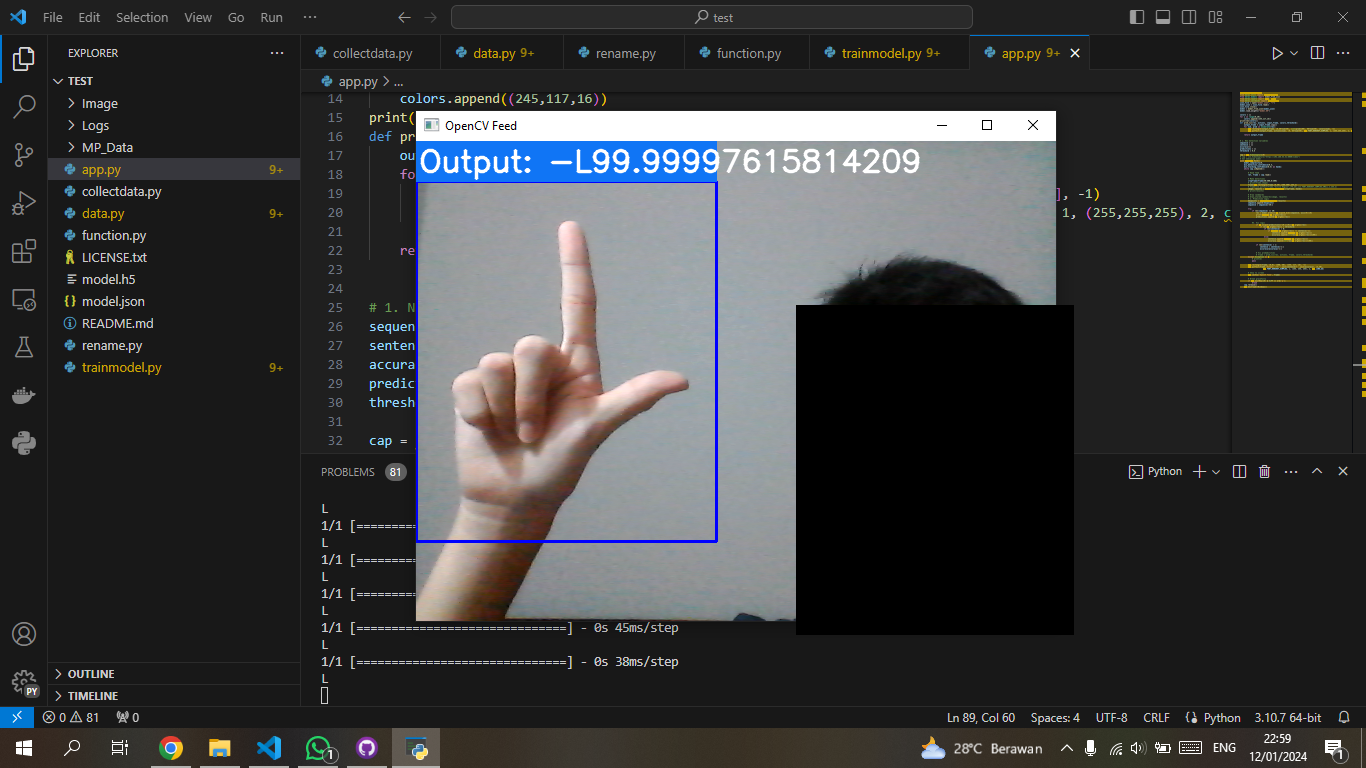 File Edit Selection View Go Run ··· test
EXPLORER ···
TEST
Image
Logs
MP_Data
app.py 9+
collectdata.py
data.py 9+
function.py
LICENSE.txt
model.h5
model.json
README.md
rename.py
trainmodel.py 9+
OUTLINE
TIMELINE
collectdata.py data.py 9+ rename.py function.py trainmodel.py 9+ app.py 9+
app.py > ...
14 colors.append((245,117,16))
15 print(
16 def pr
17 ou
18 fo
19 ], -1)
20 1, (255,255,255), 2, c
21
22 re
23
24
25 # 1. N
26 sequen
27 senten
28 accura
29 predic
30 thresh
31
32 cap =
OpenCV Feed
Output: -L99.99997615814209
PROBLEMS 81 Python
L
1/1 [=========
L
1/1 [=========
L
1/1 [=========
L
1/1 [==============================] - 0s 45ms/step
L
1/1 [==============================] - 0s 38ms/step
L
PY
0 81 0 Ln 89, Col 60 Spaces: 4 UTF-8 CRLF Python 3.10.7 64-bit
1 28°C Berawan ENG 22:59 12/01/2024 1